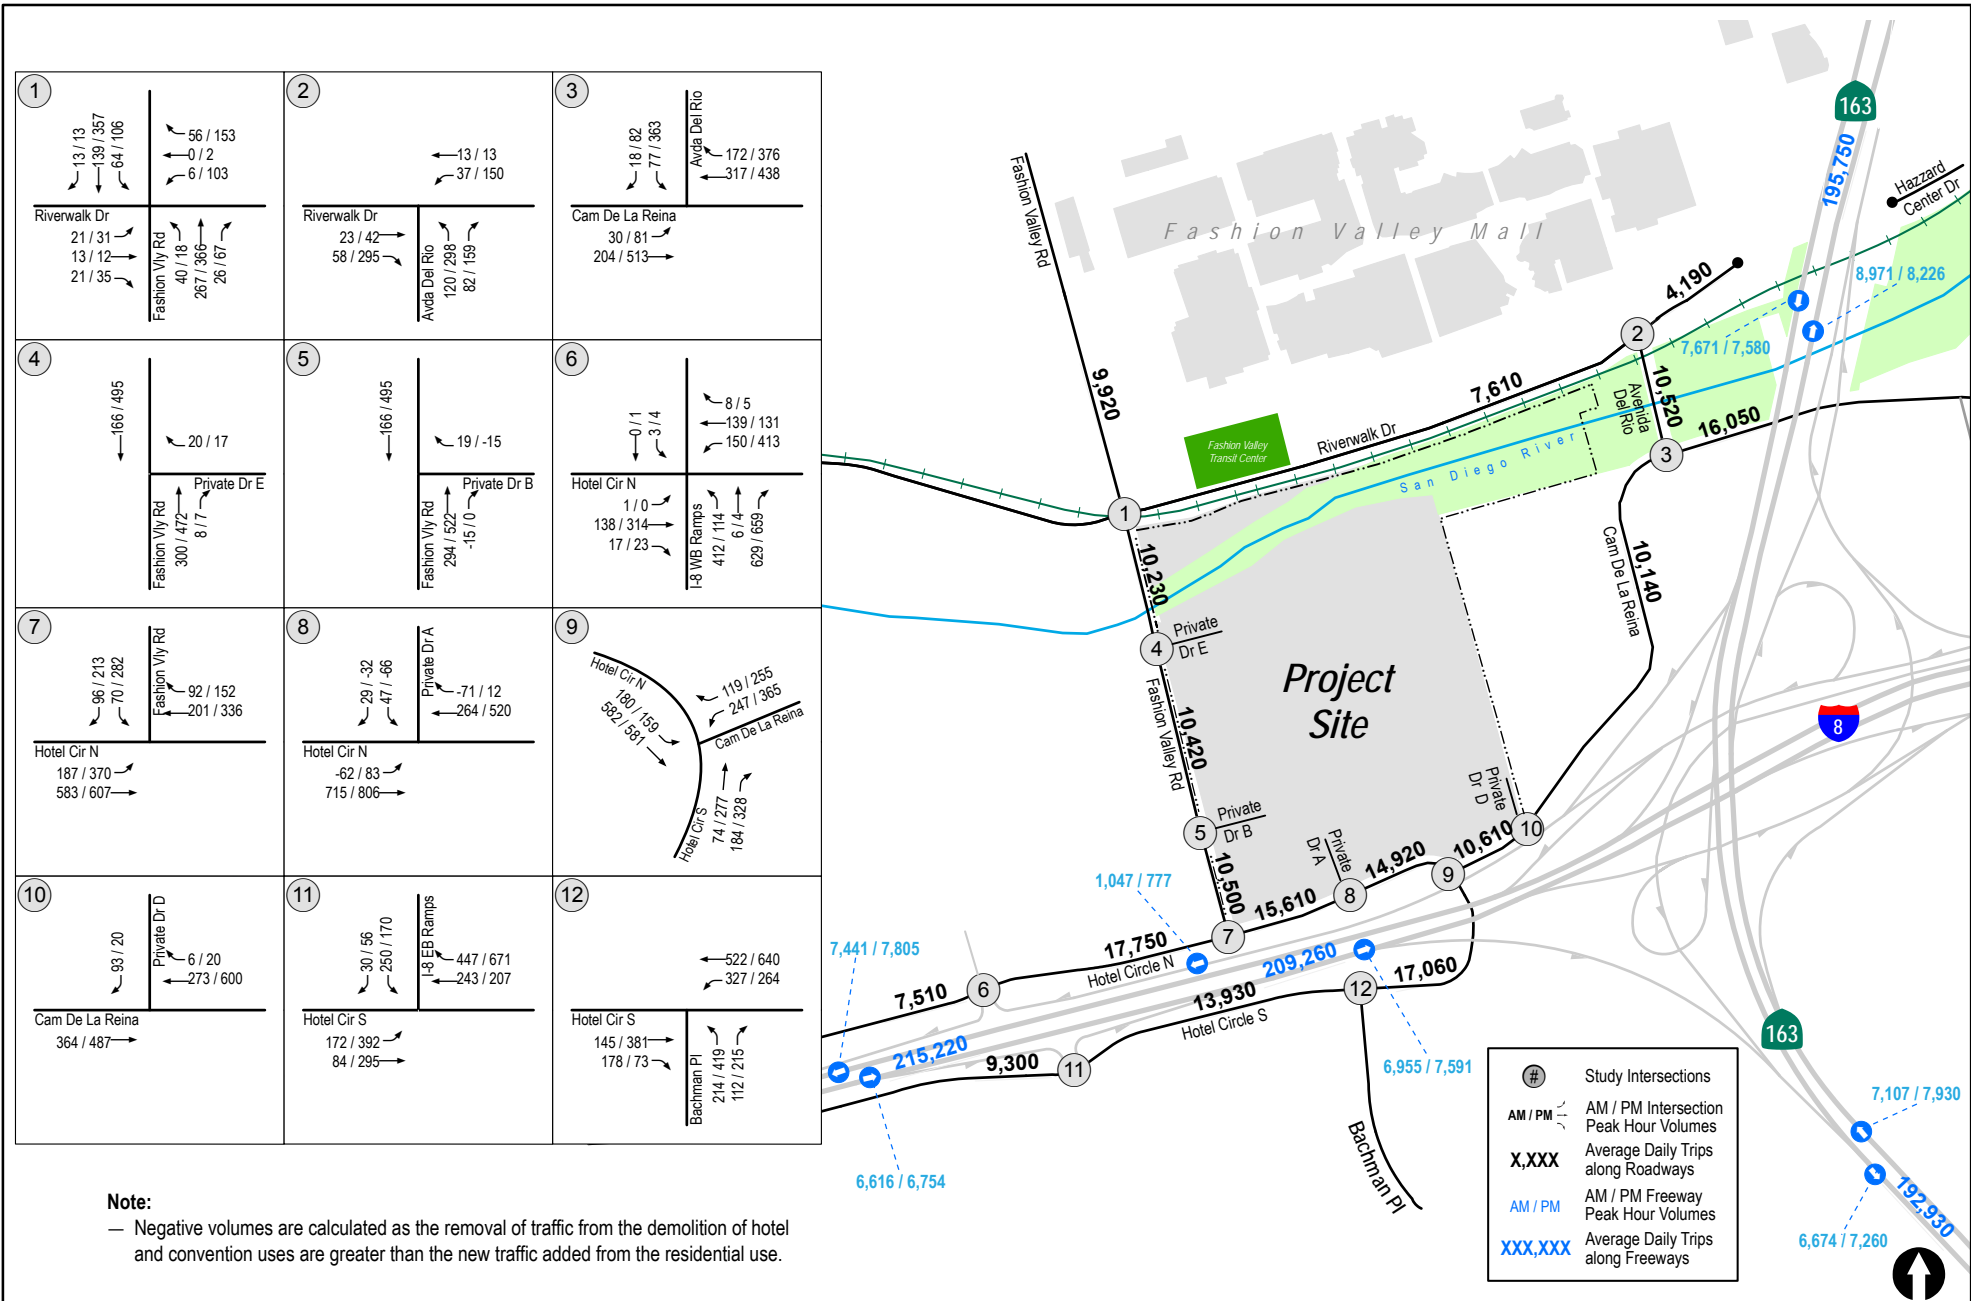 1
13 / 13
139 / 357
64 / 106
56 / 153
0 / 2
6 / 103
Riverwalk Dr
21 / 31
13 / 12
21 / 35
Fashion Vly Rd
40 / 18
267 / 366
26 / 67
2
13 / 13
37 / 150
Riverwalk Dr
23 / 42
58 / 295
Avda Del Rio
120 / 298
82 / 159
3
18 / 82
77 / 363
Avda Del Rio
172 / 376
317 / 438
Cam De La Reina
30 / 81
204 / 513
4
166 / 495
20 / 17
Private Dr E
Fashion Vly Rd
300 / 472
8 / 7
5
166 / 495
19 / -15
Private Dr B
Fashion Vly Rd
294 / 522
-15 / 0
6
0 / 1
3 / 4
8 / 5
139 / 131
150 / 413
Hotel Cir N
1 / 0
138 / 314
17 / 23
I-8 WB Ramps
412 / 114
6 / 4
629 / 659
7
96 / 213
70 / 282
Fashion Vly Rd
92 / 152
201 / 336
Hotel Cir N
187 / 370
583 / 607
8
29 / -32
47 / -66
Private Dr A
-71 / 12
264 / 520
Hotel Cir N
-62 / 83
715 / 806
9
Hotel Cir N
180 / 159
582 / 581
119 / 255
247 / 365
Cam De La Reina
Hotel Cir S
74 / 277
184 / 328
10
93 / 20
Private Dr D
6 / 20
273 / 600
Cam De La Reina
364 / 487
11
30 / 56
250 / 170
I-8 EB Ramps
447 / 671
243 / 207
Hotel Cir S
172 / 392
84 / 295
12
522 / 640
327 / 264
Hotel Cir S
145 / 381
178 / 73
Bachman Pl
214 / 419
112 / 215
Note:
— Negative volumes are calculated as the removal of traffic from the demolition of hotel
and convention uses are greater than the new traffic added from the residential use.
163
195,750
Hazzard
Center Dr
Fashion Valley Rd
Fashion Valley Mall
8,971 / 8,226
4,190
2
7,671 / 7,580
9,920
7,610
Avenida
Del Rio
10,520
16,050
Fashion Valley
Transit Center
Riverwalk Dr
San Diego River
3
1
10,230
Cam De La Reina
10,140
Private
Dr E
4
Project
Site
Fashion Valley Rd
10,420
8
Private
Dr D
Private
Dr B
5
10
10,610
Private
Dr A
14,920
9
10,500
1,047 / 777
8
15,610
7
7,441 / 7,805
17,750
Hotel Circle N
209,260
17,060
7,510
6
12
13,930
Hotel Circle S
215,220
9,300
11
6,955 / 7,591
163
6,616 / 6,754
Bachman Pl
7,107 / 7,930
192,930
6,674 / 7,260
# Study Intersections
AM / PM AM / PM Intersection
Peak Hour Volumes
X,XXX Average Daily Trips
along Roadways
AM / PM AM / PM Freeway
Peak Hour Volumes
XXX,XXX Average Daily Trips
along Freeways